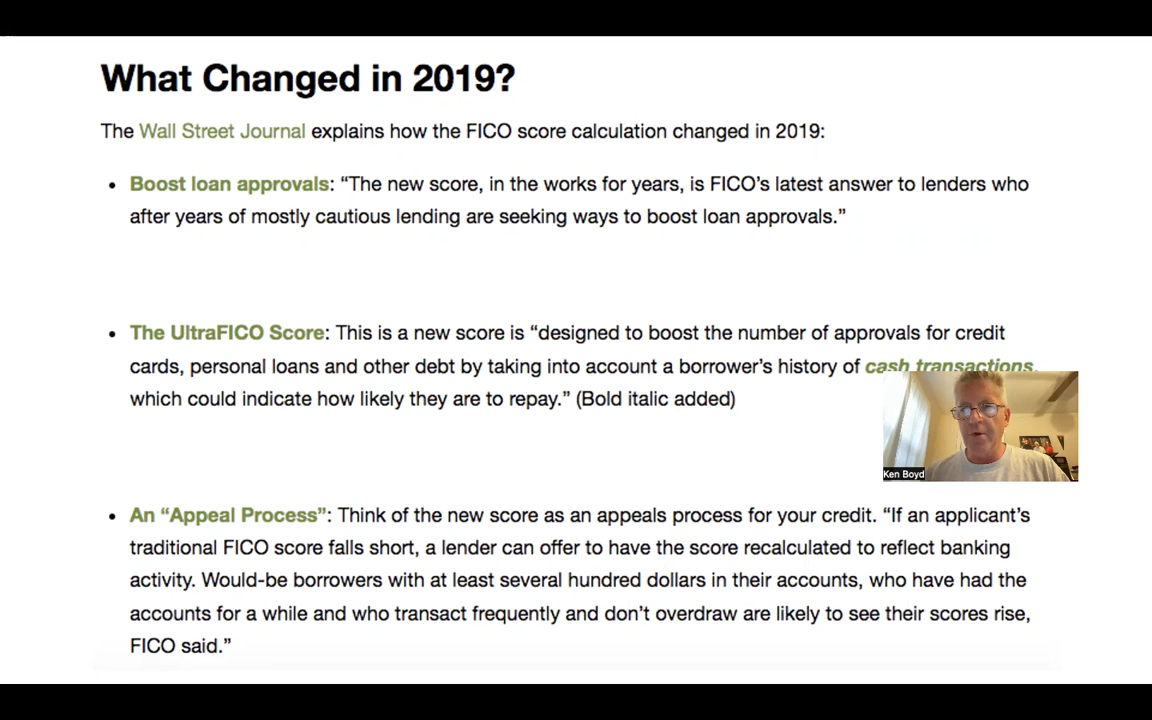 What Changed in 2019?
The Wall Street Journal explains how the FICO score calculation changed in 2019:
• Boost loan approvals: “The new score, in the works for years, is FICO’s latest answer to lenders who
after years of mostly cautious lending are seeking ways to boost loan approvals.”
• The UltraFICO Score: This is a new score is “designed to boost the number of approvals for credit
cards, personal loans and other debt by taking into account a borrower’s history of cash transactions,
which could indicate how likely they are to repay.” (Bold italic added)
Ken Boyd
• An “Appeal Process”: Think of the new score as an appeals process for your credit. “If an applicant’s
traditional FICO score falls short, a lender can offer to have the score recalculated to reflect banking
activity. Would-be borrowers with at least several hundred dollars in their accounts, who have had the
accounts for a while and who transact frequently and don’t overdraw are likely to see their scores rise,
FICO said.”